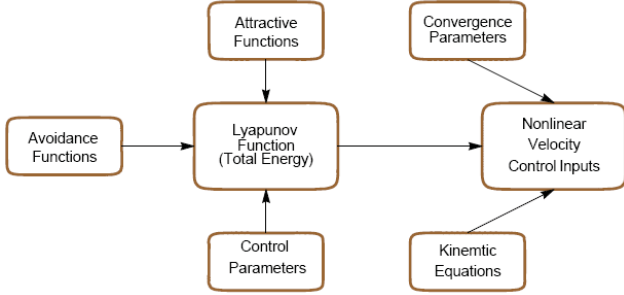 Attractive
Functions
Convergence
Parameters
Avoidance
Functions
Lyapunov
Function
(Total Energy)
Nonlinear
Velocity
Control Inputs
Control
Parameters
Kinemtic
Equations